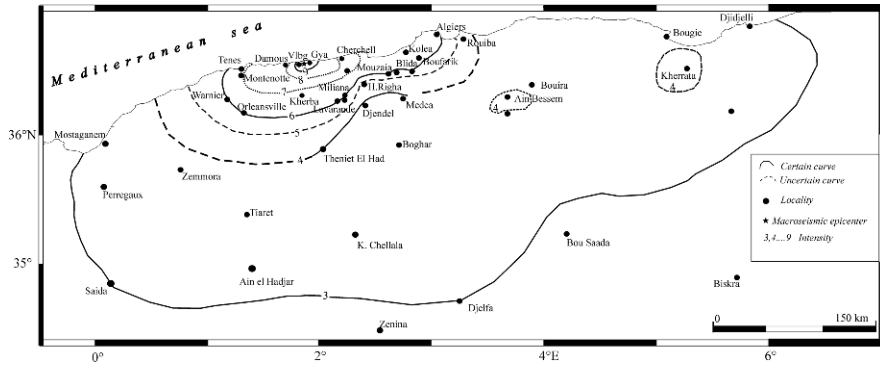 Mediterranean sea
Algiers
Djidjelli
Bougie
Rouiba
Kolea
Cherchell
Gya
Vlbg
Damous
Tenes
Montenotte
Blida
Boufarik
Mouzaia
8
7
H.Righa
Miliana
Kherba
Lavarande
Warnier
Orleansville
Medea
Djendel
6
5
4
Kherrata
4
Bouira
Ain Bessem
4
36°
Mostaganem
Boghar
Theniet El Had
Zemmora
Perregaux
Tiaret
K. Chellala
Bou Saada
35°
Ain el Hadjar
Saida
3
Djelfa
Zenina
Biskra
Certain curve
Uncertain curve
Locality
Macroseismic epicenter
3,4....9 Intensity
0 150 km
0° 2° 4°E 6°